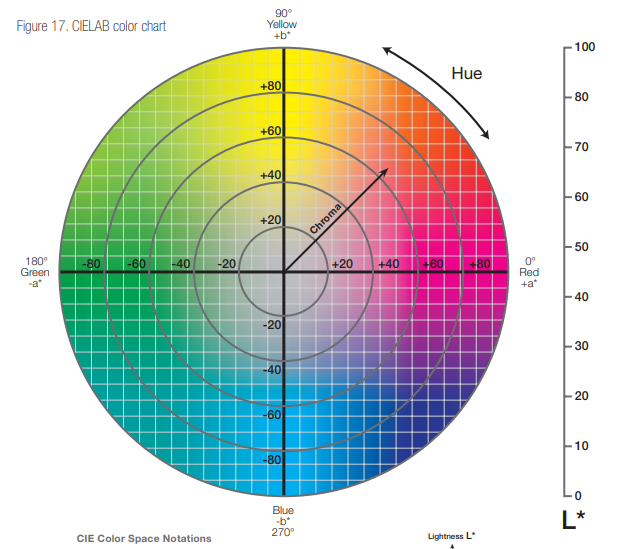 Figure 17. CIELAB color chart
90°
Yellow
+b*
Hue
Chroma
+80
+60
+40
+20
-20
-40
-60
-80
180°
Green
-a*
-80
-60
-40
-20
+20
+40
+60
+80
0°
Red
+a*
Blue
-b*
270°
100
80
70
60
50
40
30
20
10
0
L*
CIE Color Space Notations
Lightness L*